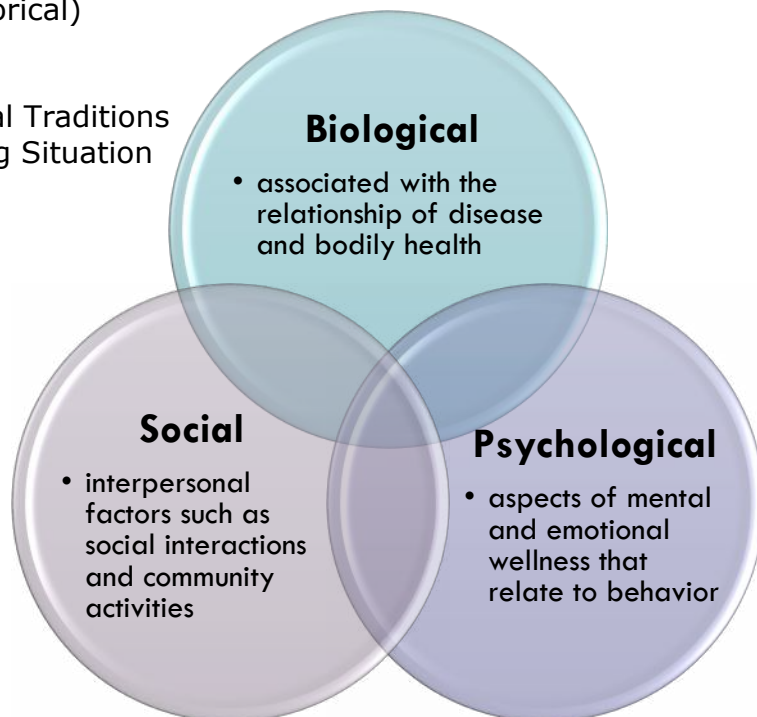 orical)
al Traditions
g Situation
Biological
• associated with the
relationship of disease
and bodily health
Social
• interpersonal
factors such as
social interactions
and community
activities
Psychological
• aspects of mental
and emotional
wellness that
relate to behavior